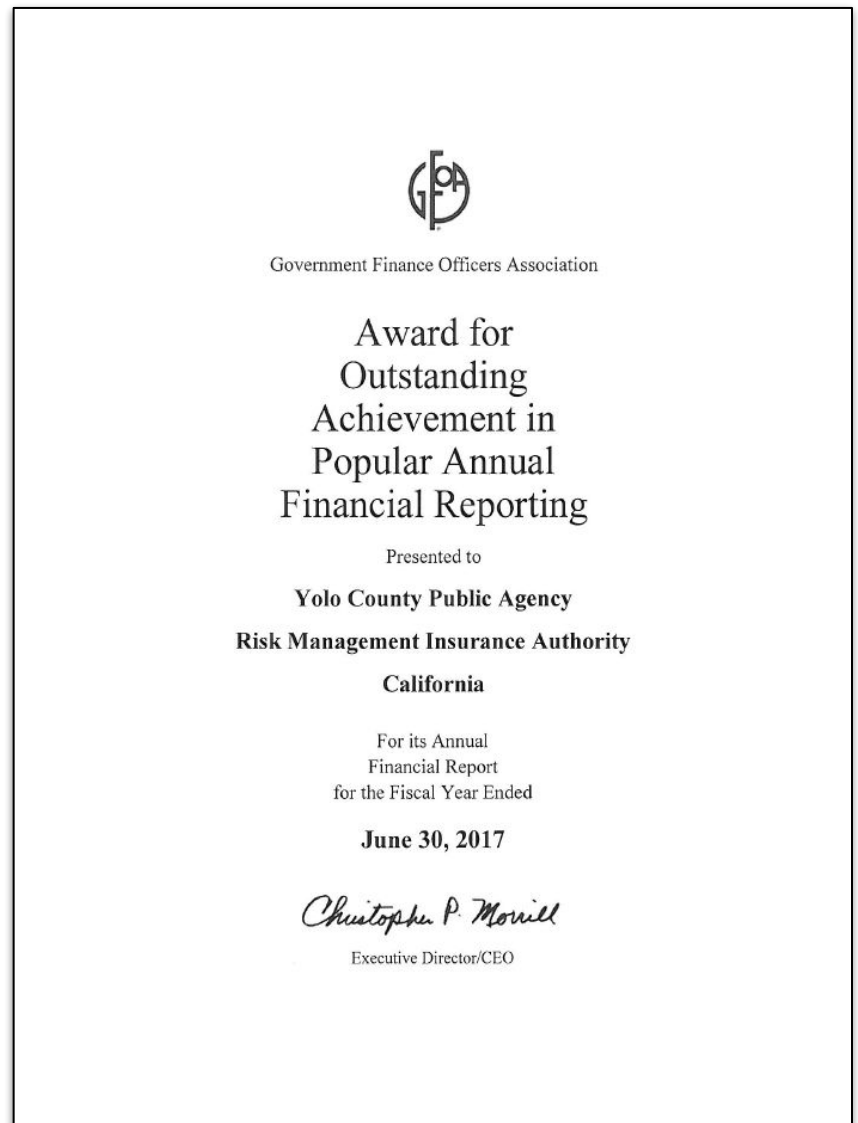 GFOA
Government Finance Officers Association
Award for
Outstanding
Achievement in
Popular Annual
Financial Reporting
Presented to
Yolo County Public Agency
Risk Management Insurance Authority
California
For its Annual
Financial Report
for the Fiscal Year Ended
June 30, 2017
Christopher P. Morrill
Executive Director/CEO